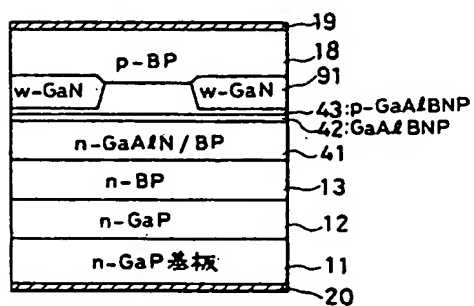 19
18
p-BP
w-GaN w-GaN 91
43:p-GaAlBNP
42:GaAlBNP
n-GaAlN/BP 41
n-BP 13
n-GaP 12
n-GaP基板 11
20